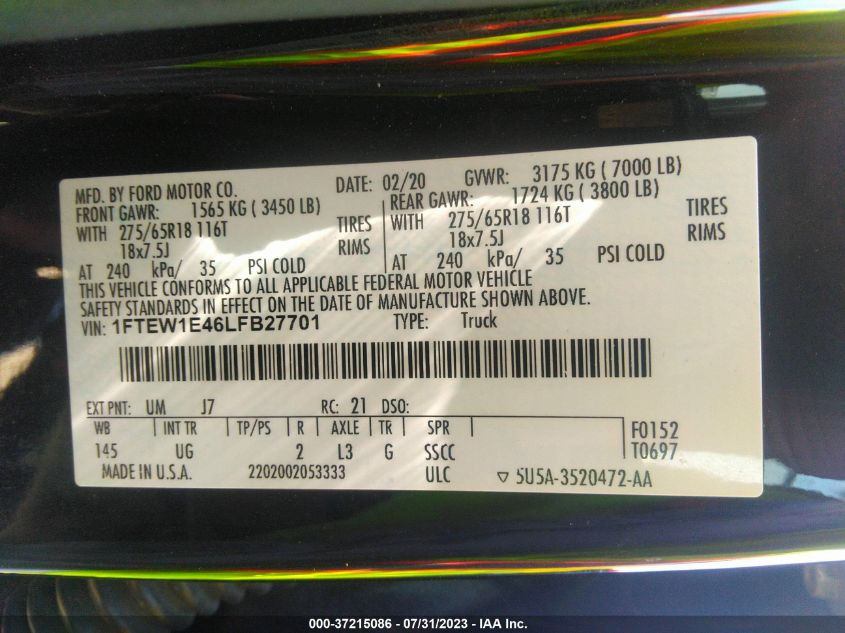 MFD. BY FORD MOTOR CO. DATE: 02/20 GVWR: 3175 KG ( 7000 LB)
FRONT GAWR: 1565 KG ( 3450 LB) REAR GAWR: 1724 KG ( 3800 LB)
WITH 275/65R18 116T TIRES WITH 275/65R18 116T TIRES
18x7.5J RIMS 18x7.5J RIMS
AT 240 kPa/ 35 PSI COLD AT 240 kPa/ 35 PSI COLD
THIS VEHICLE CONFORMS TO ALL APPLICABLE FEDERAL MOTOR VEHICLE
SAFETY STANDARDS IN EFFECT ON THE DATE OF MANUFACTURE SHOWN ABOVE.
VIN: 1FTEW1E46LFB27701 TYPE: Truck
EXT PNT: UM J7 RC: 21 DSO:
WB INT TR TP/PS R AXLE TR SPR F0152
145 UG 2 L3 G SSCC T0697
MADE IN U.S.A. 2202002053333 ULC 5U5A-3520472-AA
000-37215086 - 07/31/2023 - IAA Inc.